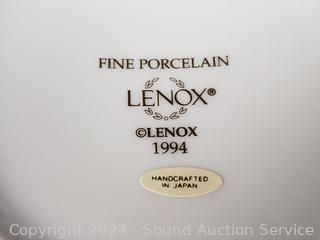 FINE PORCELAIN
LENOX®
©LENOX
1994
HANDCRAFTED
IN JAPAN
Copyright © 2024 - Sound Auction Service